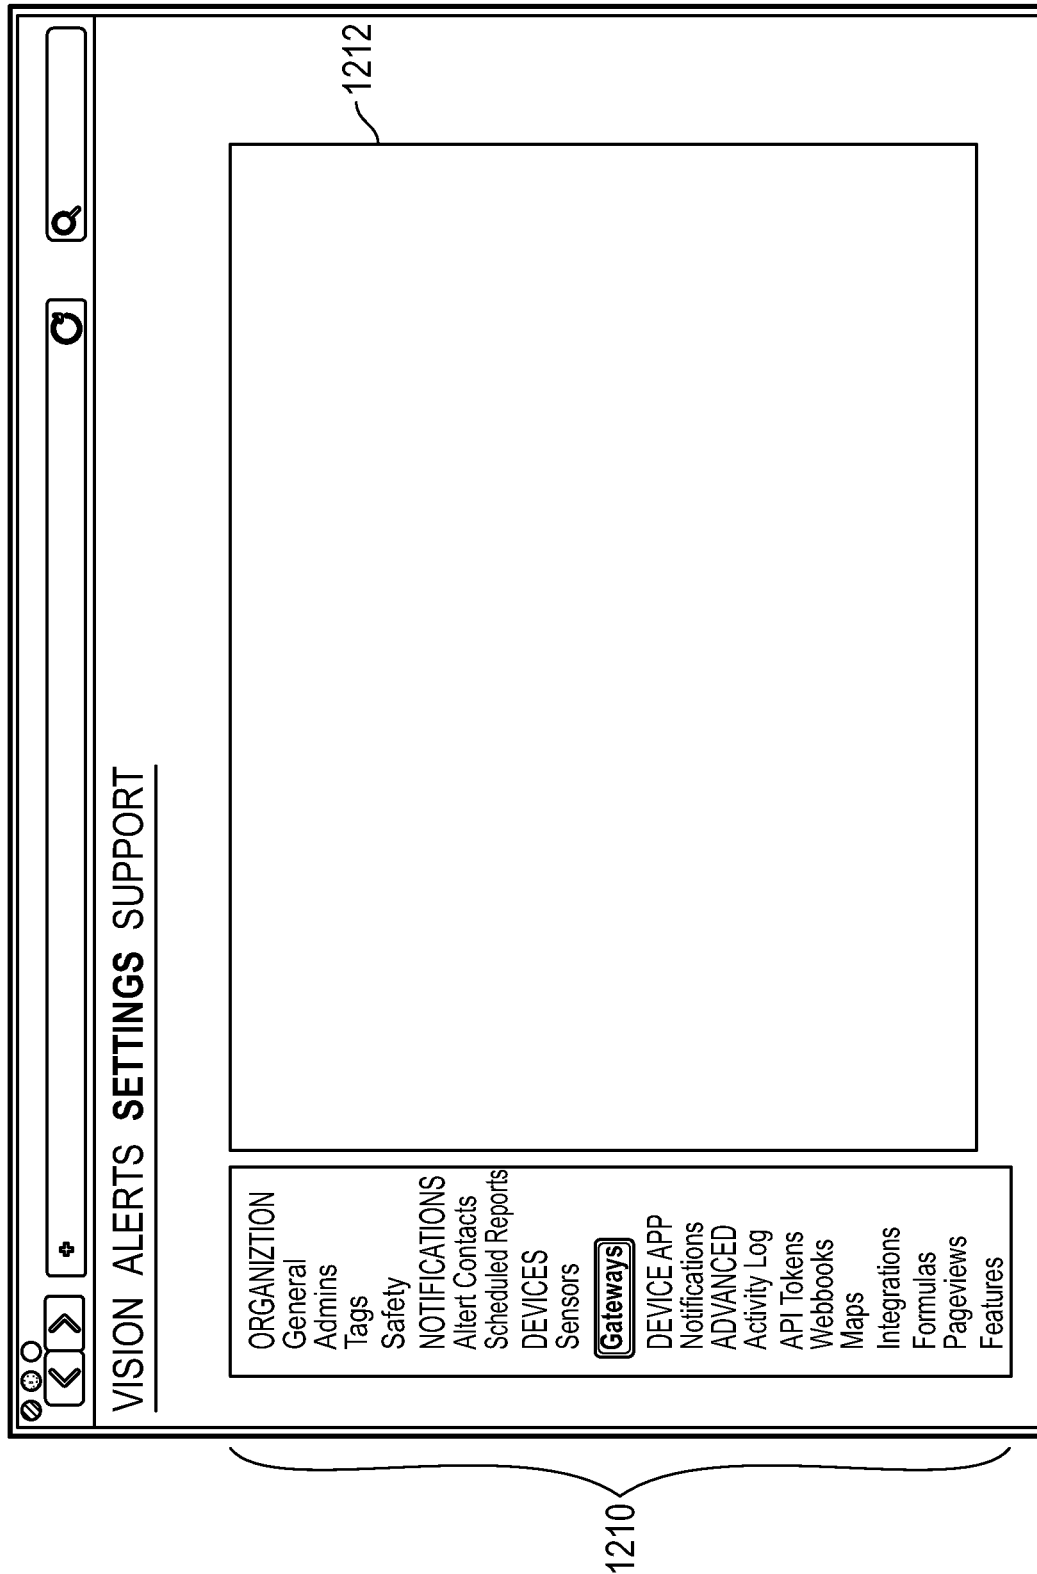 VISION ALERTS SETTINGS SUPPORT
ORGANIZTION
General
Admins
Tags
Safety
NOTIFICATIONS
Altert Contacts
Scheduled Reports
DEVICES
Sensors
Gateways
DEVICE APP
Notifications
ADVANCED
Activity Log
API Tokens
Webbooks
Maps
Integrations
Formulas
Pageviews
Features
1210
1212